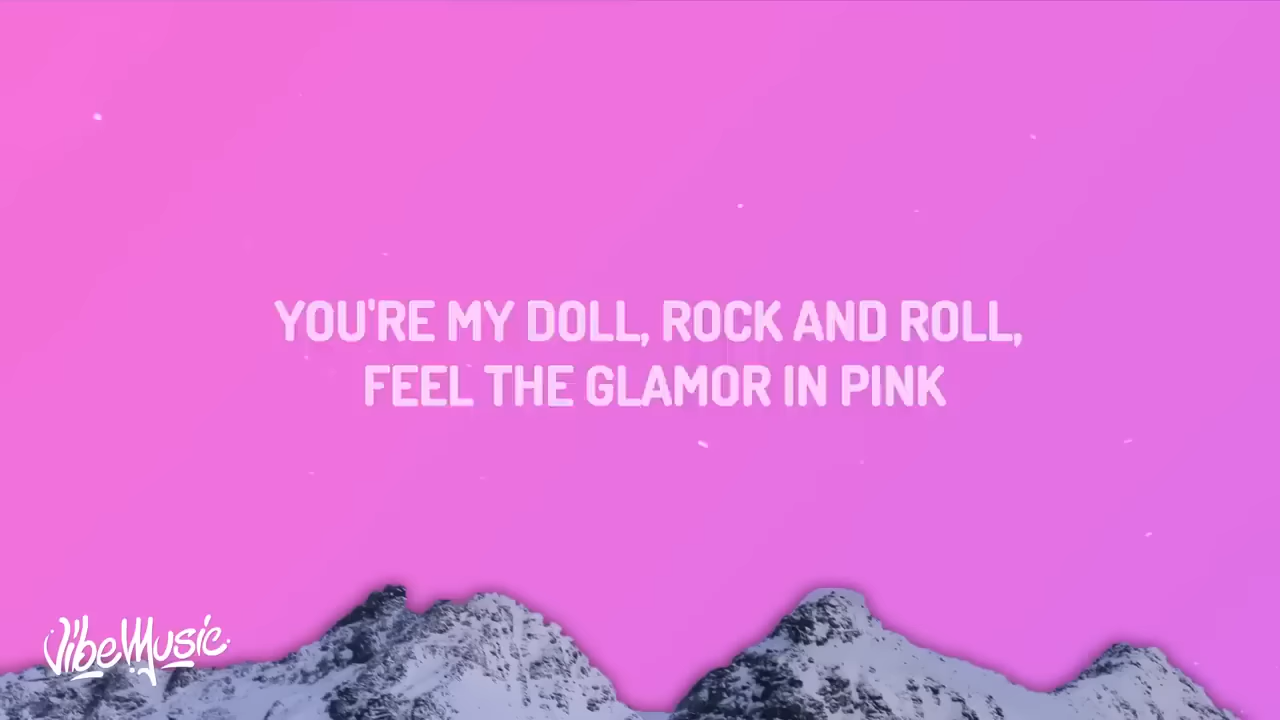 YOU'RE MY DOLL, ROCK AND ROLL,
FEEL THE GLAMOR IN PINK
VibeMusic